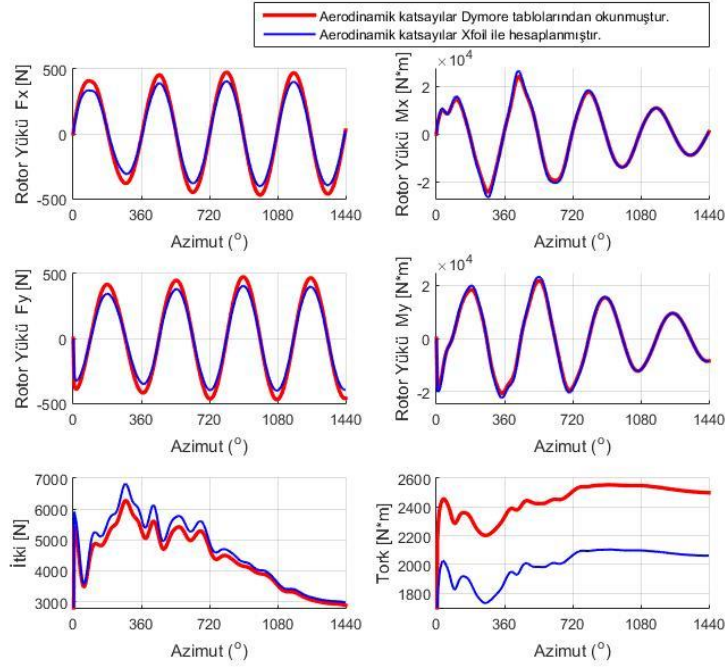 Aerodinamik katsayılar Dymore tablolarından okunmuştur.
Aerodinamik katsayılar Xfoil ile hesaplanmıştır.
Rotor Yükü Fx [N]
500
0
-500
0 360 720 1080 1440
Azimut (°)
Rotor Yükü Mx [N*m]
×10⁴
2
0
-2
0 360 720 1080 1440
Azimut (°)
Rotor Yükü Fy [N]
500
0
-500
0 360 720 1080 1440
Azimut (°)
Rotor Yükü My [N*m]
×10⁴
2
0
-2
0 360 720 1080 1440
Azimut (°)
İtki [N]
7000
6000
5000
4000
3000
0 360 720 1080 1440
Azimut (°)
Tork [N*m]
2600
2400
2200
2000
1800
0 360 720 1080 1440
Azimut (°)